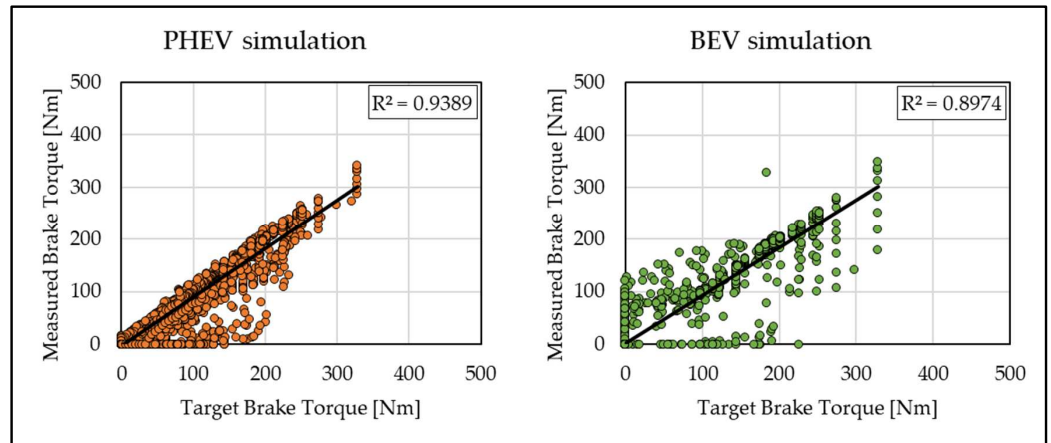 PHEV simulation
Measured Brake Torque [Nm]
500
400
300
200
100
0
R² = 0.9389
0 100 200 300 400 500
Target Brake Torque [Nm]
BEV simulation
Measured Brake Torque [Nm]
500
400
300
200
100
0
R² = 0.8974
0 100 200 300 400 500
Target Brake Torque [Nm]